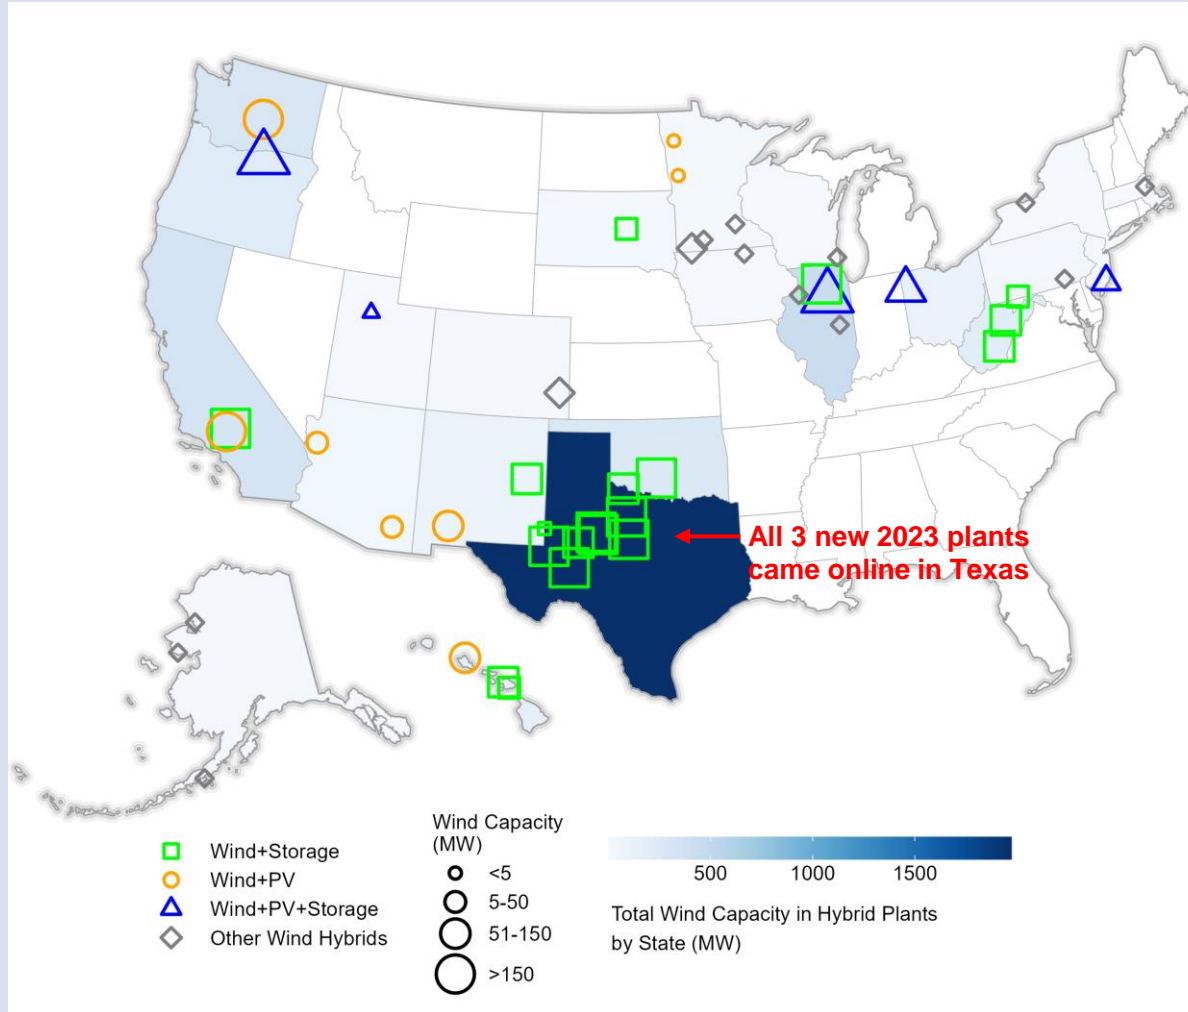 All 3 new 2023 plants
came online in Texas
Wind+Storage
Wind+PV
Wind+PV+Storage
Other Wind Hybrids
Wind Capacity
(MW)
<5
5-50
51-150
>150
500
1000
1500
Total Wind Capacity in Hybrid Plants
by State (MW)